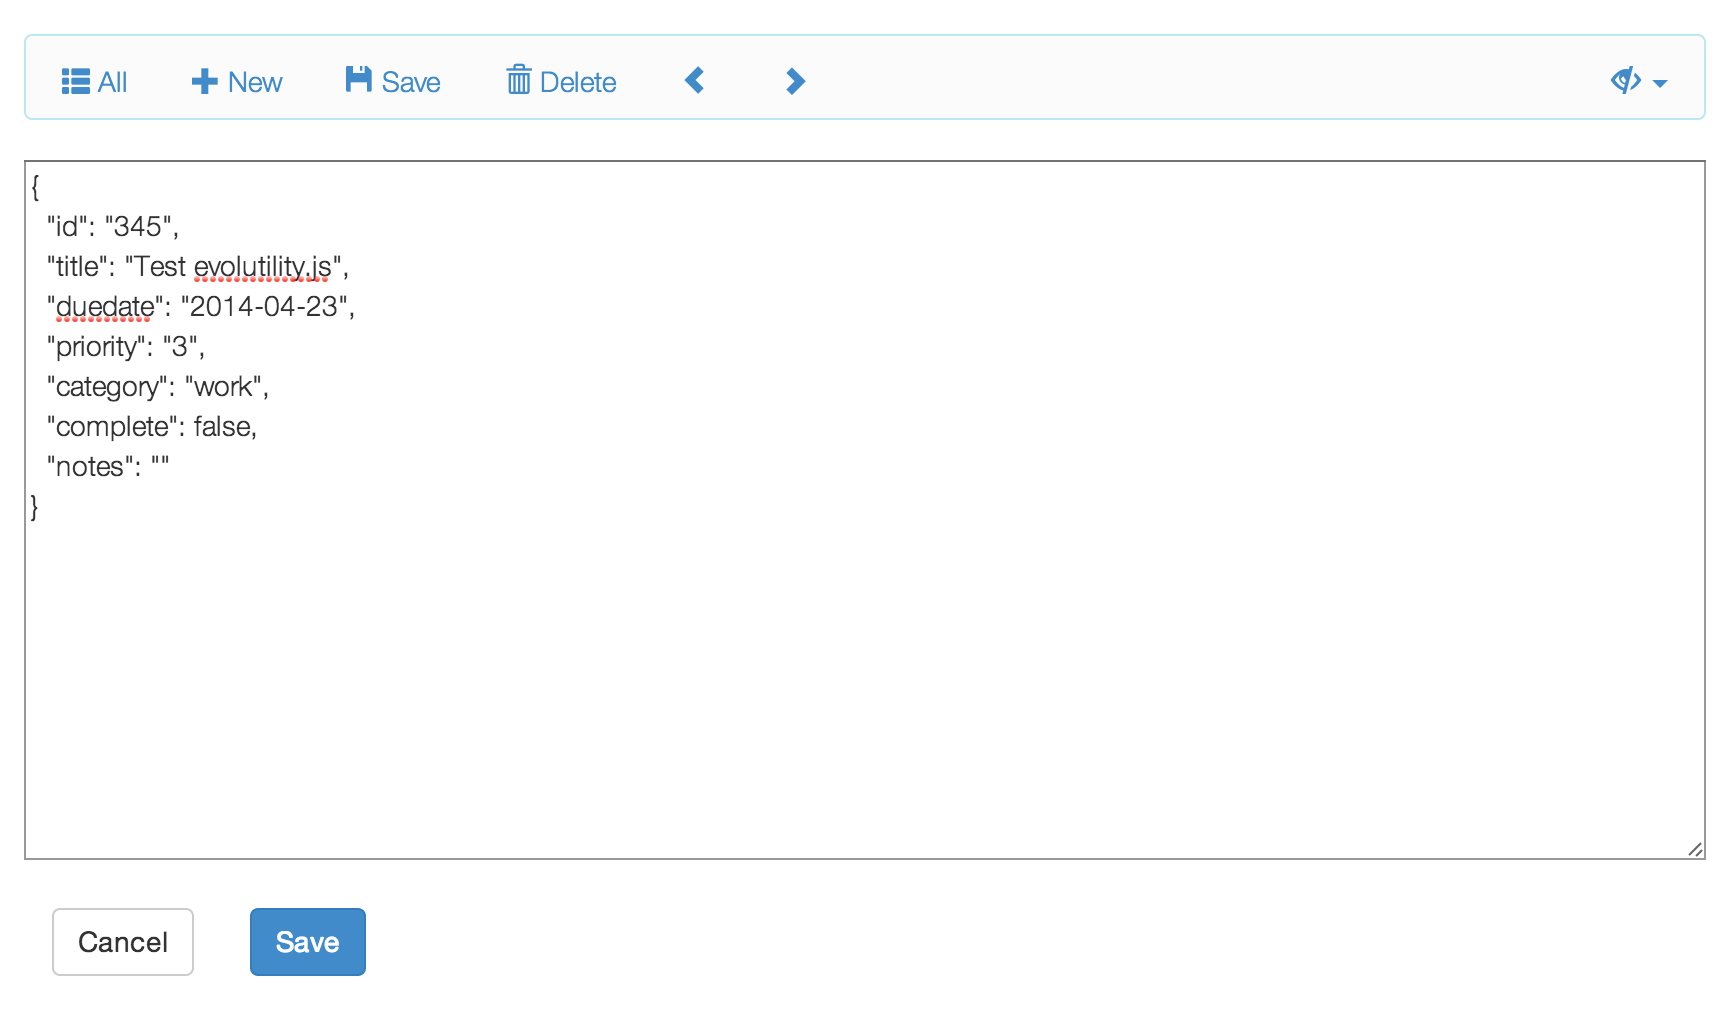 All New Save Delete
{
"id": "345",
"title": "Test evolutility.js",
"duedate": "2014-04-23",
"priority": "3",
"category": "work",
"complete": false,
"notes": ""
}
Cancel Save